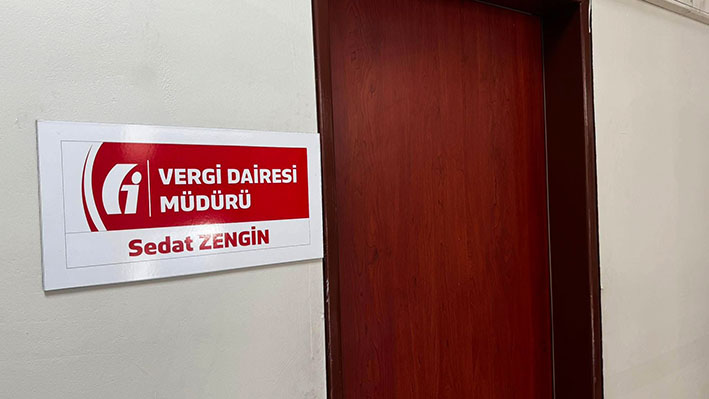 VERGİ DAİRESİ
MÜDÜRÜ
Sedat ZENGİN